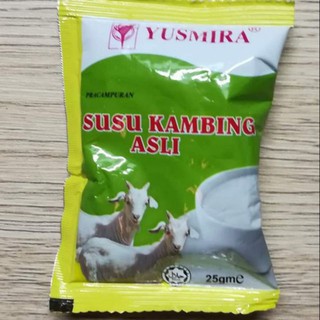 YUSMIRA
PRACAMPURAN
SUSU KAMBING
ASLI
25gm e